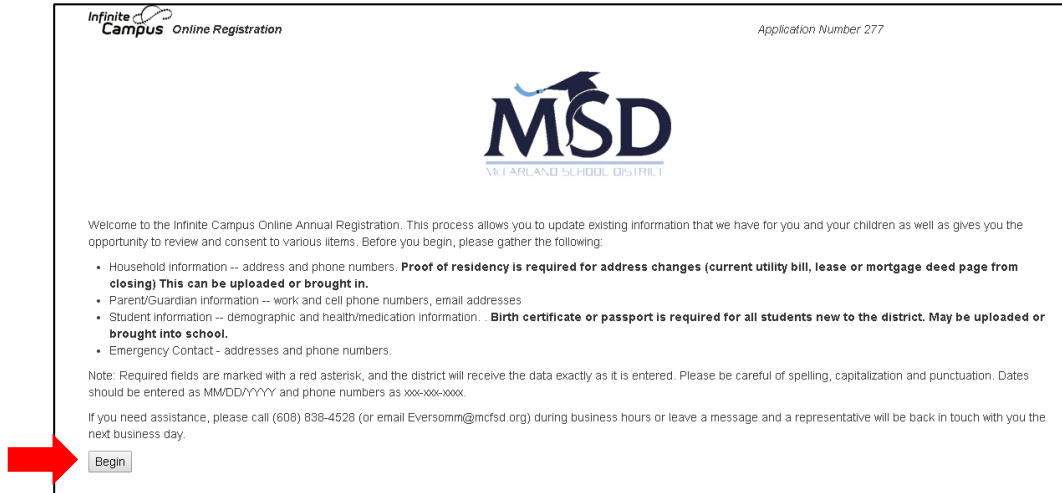 Infinite
Campus Online Registration
Application Number 277
MSD
McFARLAND SCHOOL DISTRICT
Welcome to the Infinite Campus Online Annual Registration. This process allows you to update existing information that we have for you and your children as well as gives you the
opportunity to review and consent to various iitems. Before you begin, please gather the following:
• Household information -- address and phone numbers. Proof of residency is required for address changes (current utility bill, lease or mortgage deed page from
closing) This can be uploaded or brought in.
• Parent/Guardian information -- work and cell phone numbers, email addresses
• Student information -- demographic and health/medication information. . Birth certificate or passport is required for all students new to the district. May be uploaded or
brought into school.
• Emergency Contact - addresses and phone numbers.
Note: Required fields are marked with a red asterisk, and the district will receive the data exactly as it is entered. Please be careful of spelling, capitalization and punctuation. Dates
should be entered as MM/DD/YYYY and phone numbers as xxx-xxx-xxxx.
If you need assistance, please call (608) 838-4528 (or email Eversomm@mcfsd.org) during business hours or leave a message and a representative will be back in touch with you the
next business day.
Begin